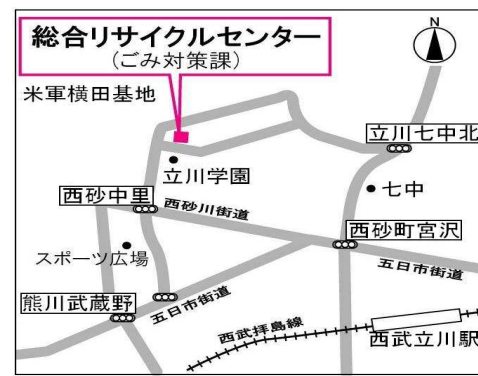 総合リサイクルセンター
(ごみ対策課)
N
米軍横田基地
立川七中北
立川学園
七中
西砂中里
西砂川街道
西砂町宮沢
スポーツ広場
五日市街道
熊川武蔵野
五日市街道
西武拝島線
西武立川駅